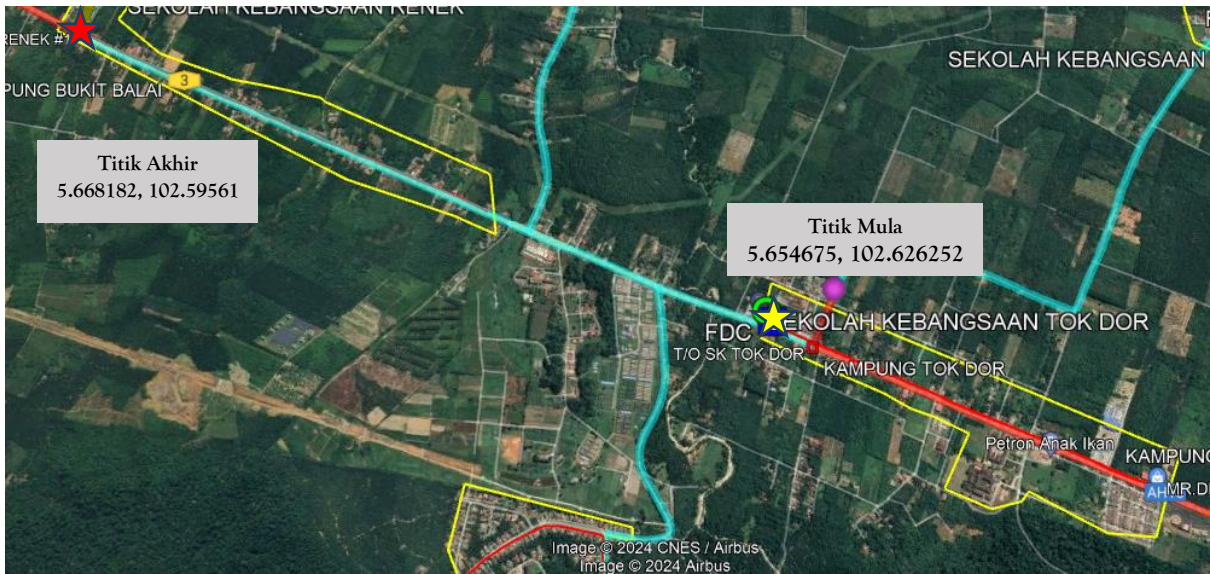 SEKOLAH KEBANGSAAN RENEK
RENEK #1
3
PUNG BUKIT BALAI
SEKOLAH KEBANGSAAN
Titik Akhir
5.668182, 102.59561
Titik Mula
5.654675, 102.626252
FDC
SEKOLAH KEBANGSAAN TOK DOR
T/O SK TOK DOR
KAMPUNG TOK DOR
Petron Anak Ikan
KAMPUNG
MR.D
Image © 2024 CNES / Airbus
Image © 2024 Airbus